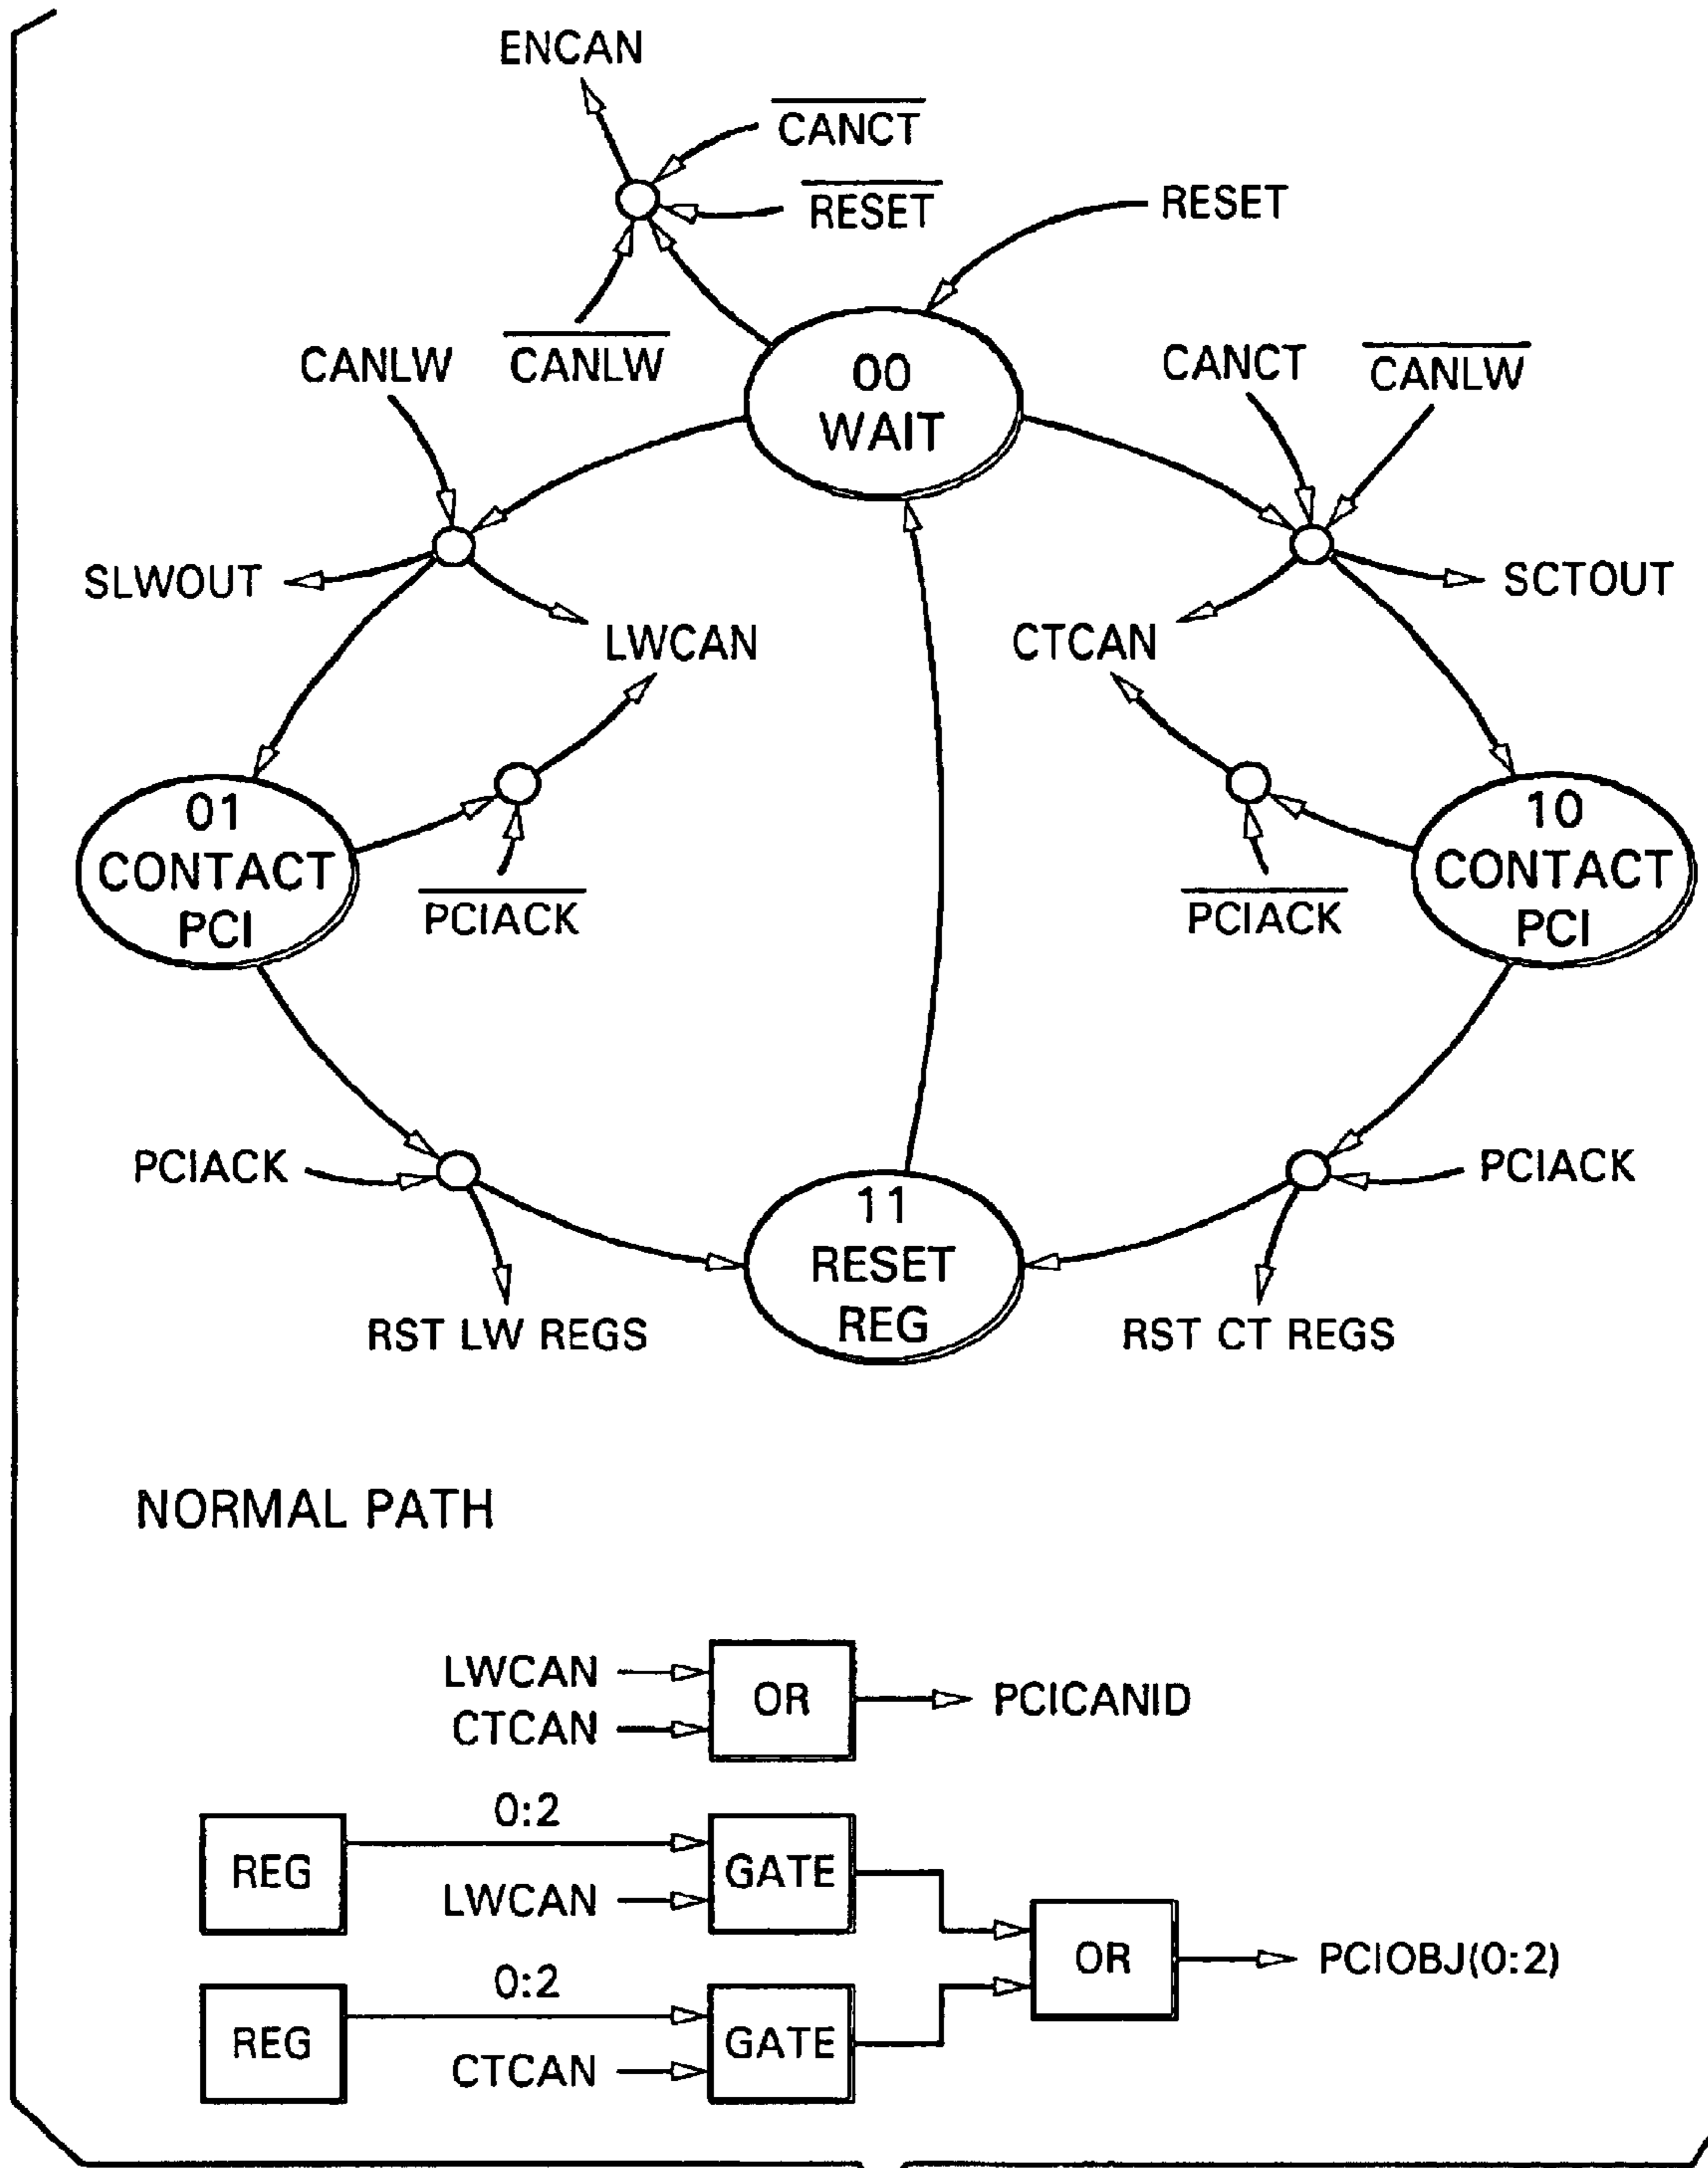 ENCAN
CANCT
RESET
RESET
CANLW
CANLW
00
WAIT
CANCT
CANLW
SLWOUT
LWCAN
CTCAN
SCTOUT
01
CONTACT
PCI
PCIACK
PCIACK
10
CONTACT
PCI
PCIACK
11
RESET
REG
PCIACK
RST LW REGS
RST CT REGS
NORMAL PATH
LWCAN
CTCAN
OR
PCICANID
REG
0:2
LWCAN
GATE
REG
0:2
CTCAN
GATE
OR
PCIOBJ(0:2)